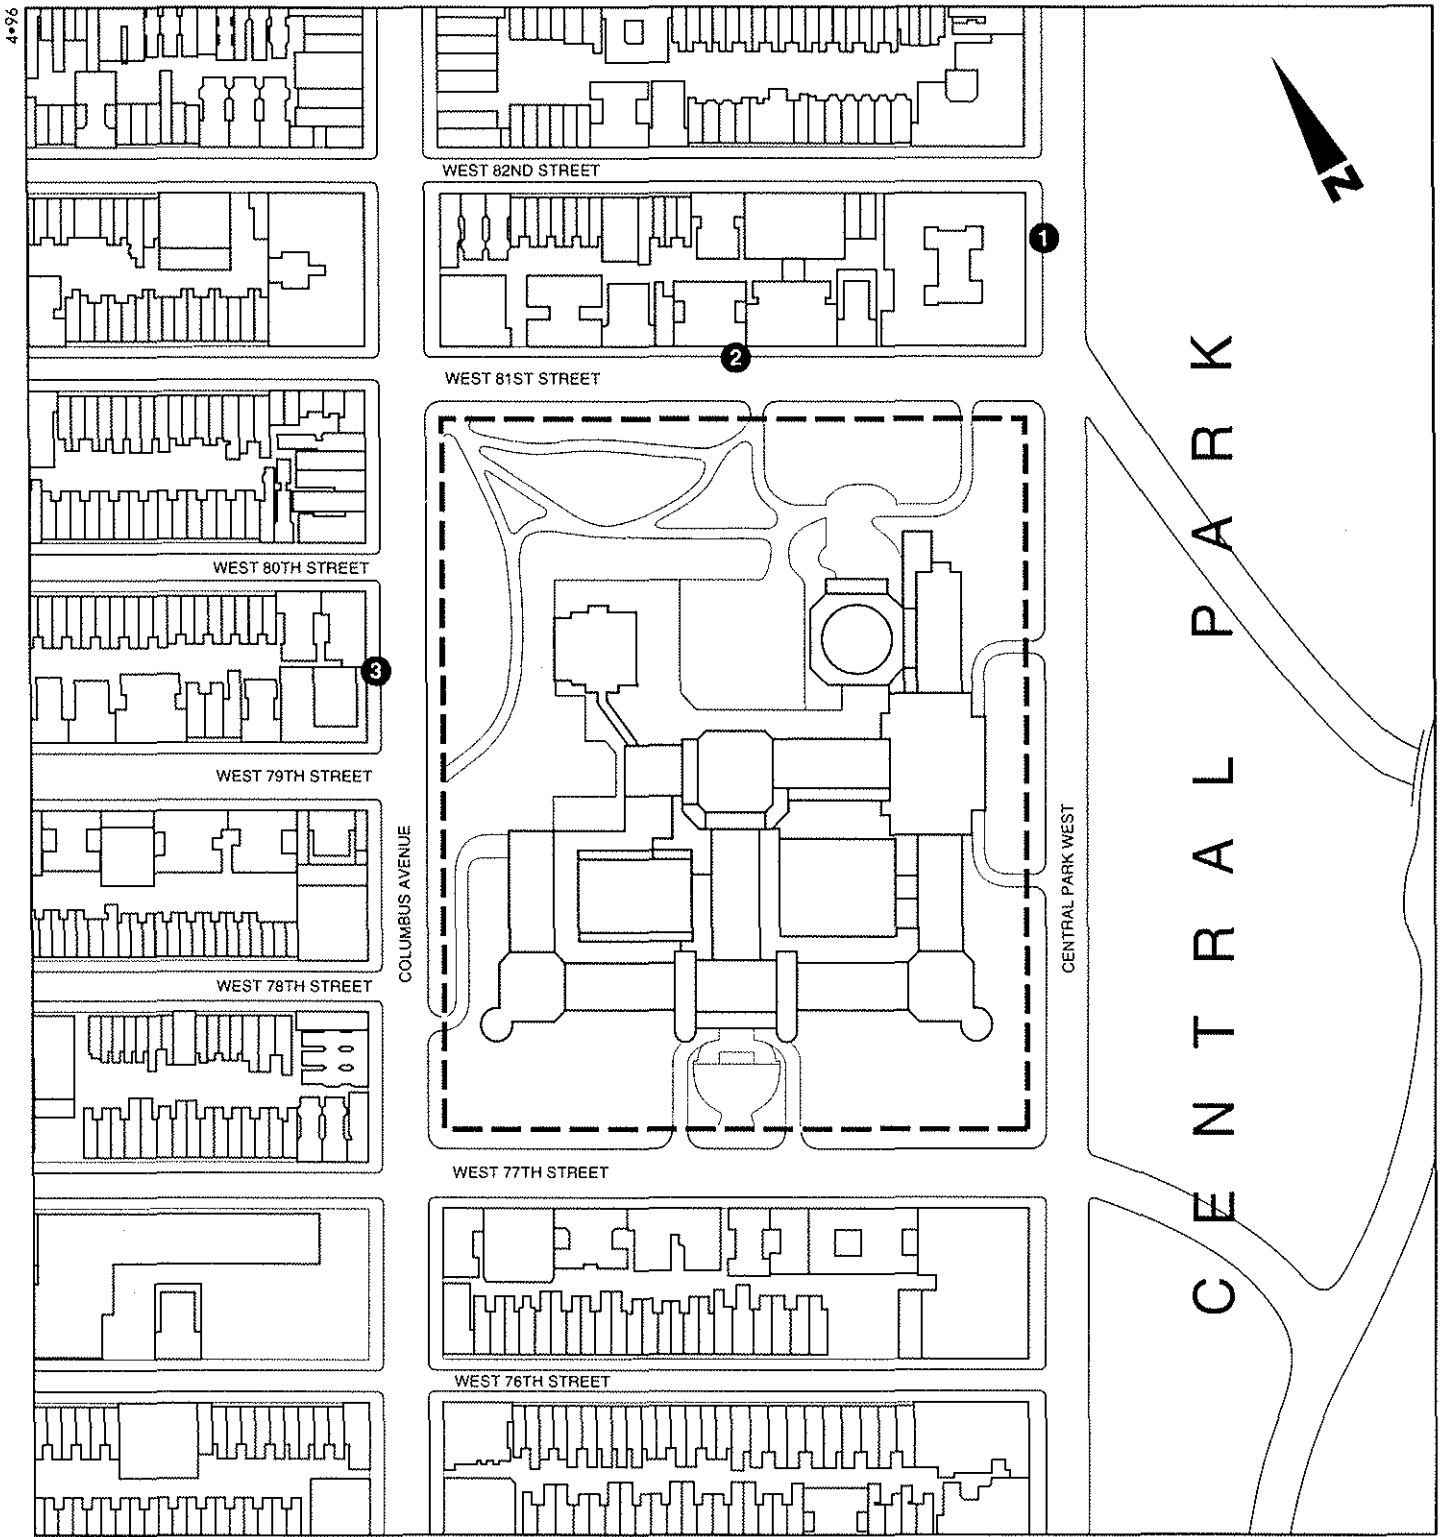 4•96
WEST 82ND STREET
1
2
WEST 81ST STREET
WEST 80TH STREET
3
WEST 79TH STREET
COLUMBUS AVENUE
CENTRAL PARK WEST
CENTRAL PARK
WEST 78TH STREET
WEST 77TH STREET
WEST 76TH STREET
N